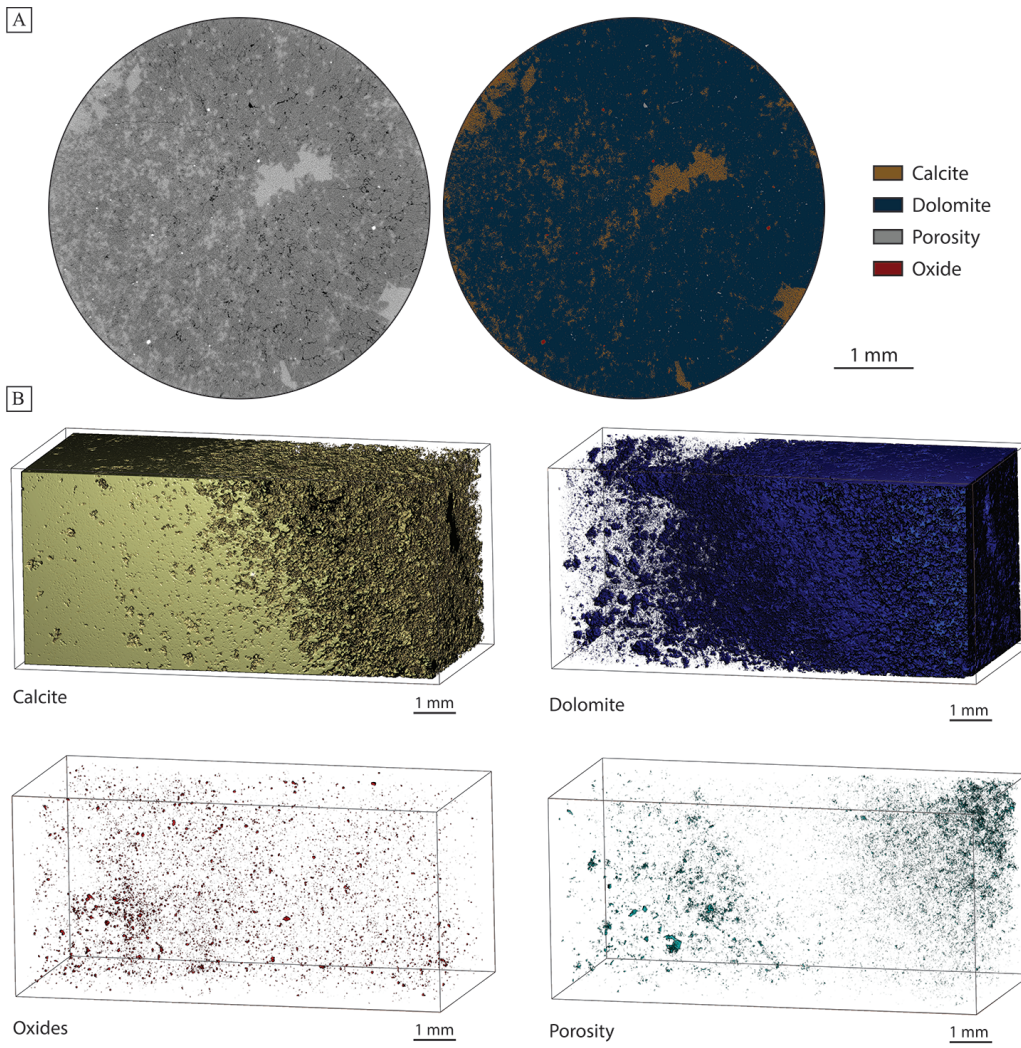 A
Calcite
Dolomite
Porosity
Oxide
1 mm
B
Calcite
1 mm
Dolomite
1 mm
Oxides
1 mm
Porosity
1 mm